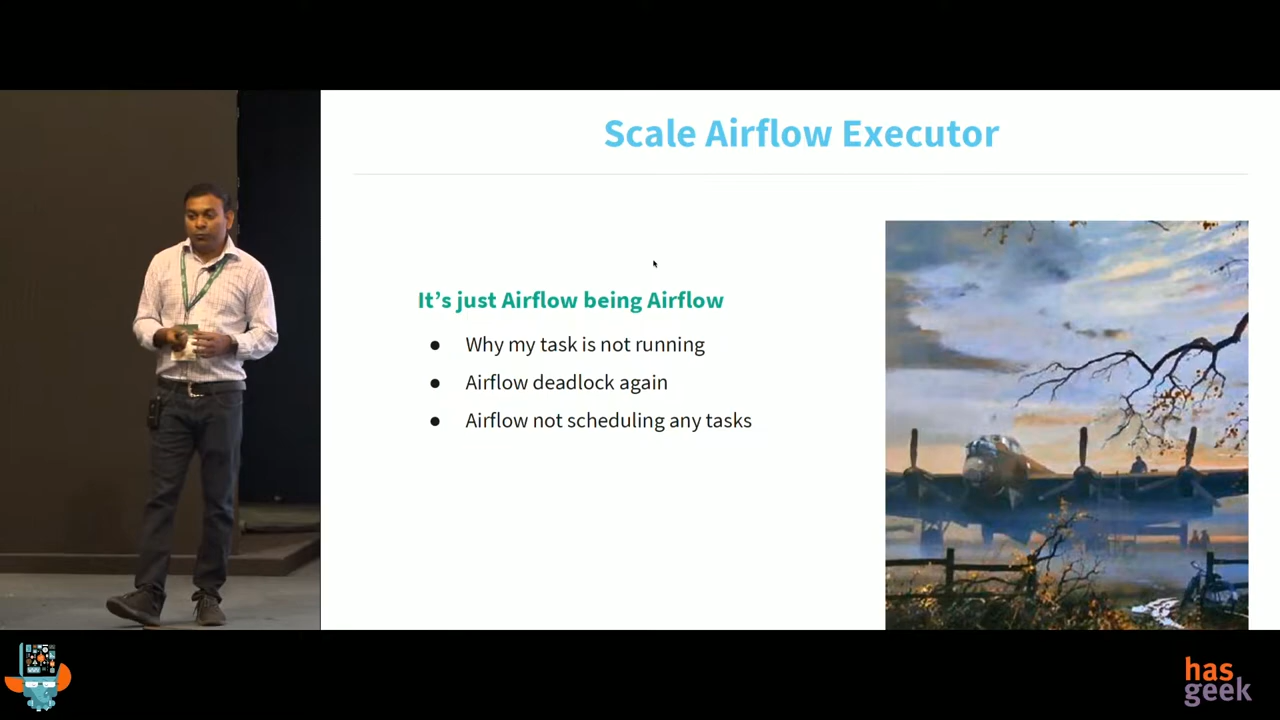 Scale Airflow Executor
It's just Airflow being Airflow
● Why my task is not running
● Airflow deadlock again
● Airflow not scheduling any tasks
has
geek